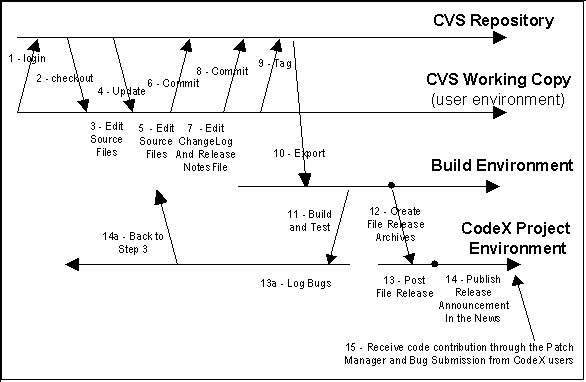 CVS Repository
1 - login
2 - checkout
4 - Update
6 - Commit
8 - Commit
9 - Tag
CVS Working Copy
(user environment)
3 - Edit
Source
Files
5 - Edit
Source
Files
7 - Edit
ChangeLog
And Release
Notes File
10 - Export
Build Environment
11 - Build
and Test
12 - Create
File Release
Archives
CodeX Project
Environment
14a - Back to
Step 3
13a - Log Bugs
13 - Post
File Release
14 - Publish
Release
Announcement
In the News
15 - Receive code contribution through the Patch
Manager and Bug Submission from CodeX users